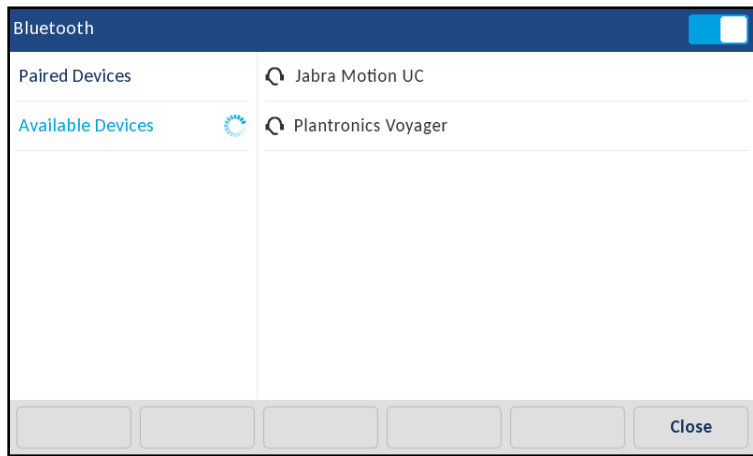 Bluetooth
Paired Devices
Available Devices
Jabra Motion UC
Plantronics Voyager
Close